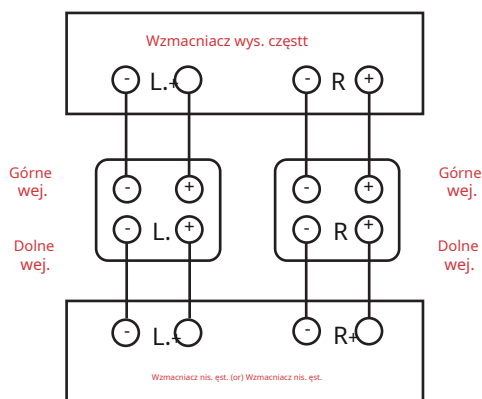 Wzmacniacz wys. częstt
- L.+ - R +
Górne wej.
- + - +
Górne wej.
Dolne wej.
- L. + - R +
Dolne wej.
- L.+ - R+
Wzmacniacz nis. ęst. (or) Wzmacniacz nis. ęst.